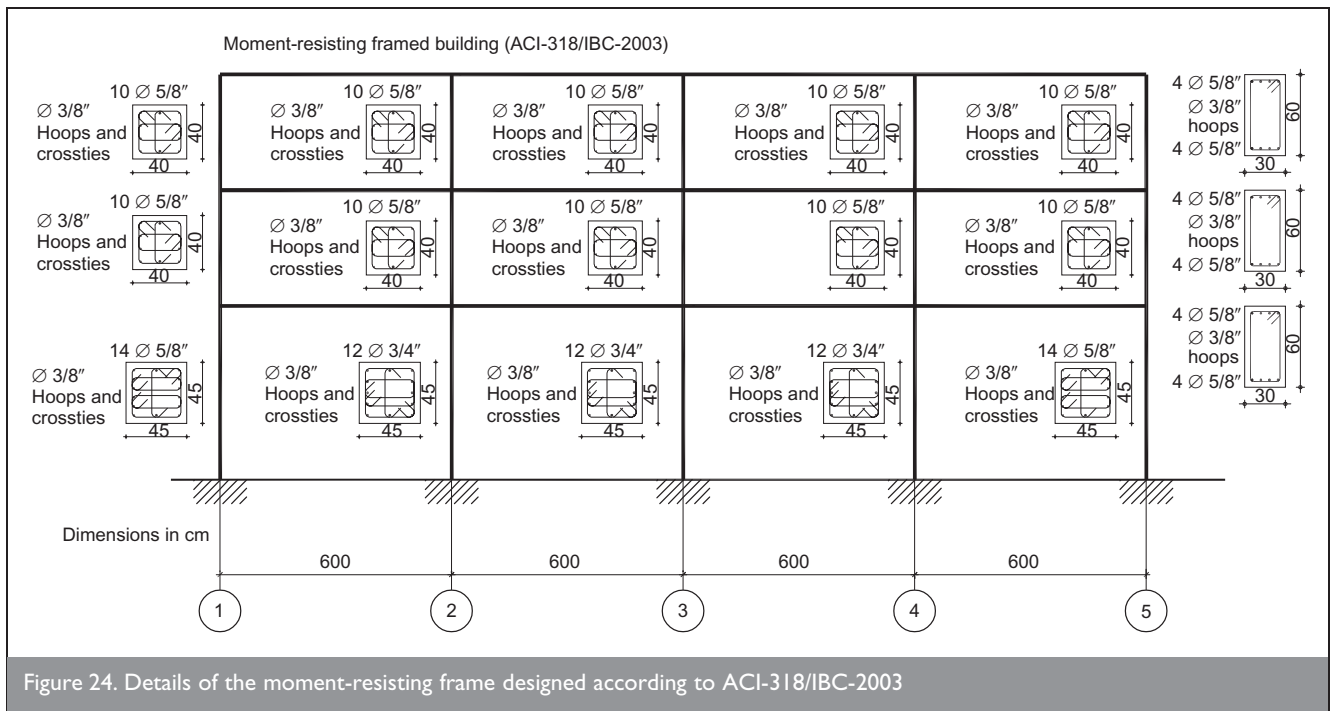 Moment-resisting framed building (ACI-318/IBC-2003)
10 ∅ 5/8″
∅ 3/8″
Hoops and
crossties
40
40
10 ∅ 5/8″
∅ 3/8″
Hoops and
crossties
40
40
10 ∅ 5/8″
∅ 3/8″
Hoops and
crossties
40
40
10 ∅ 5/8″
∅ 3/8″
Hoops and
crossties
40
40
10 ∅ 5/8″
∅ 3/8″
Hoops and
crossties
40
40
4 ∅ 5/8″
∅ 3/8″
hoops
4 ∅ 5/8″
60
30
10 ∅ 5/8″
∅ 3/8″
Hoops and
crossties
40
40
10 ∅ 5/8″
∅ 3/8″
Hoops and
crossties
40
40
10 ∅ 5/8″
∅ 3/8″
Hoops and
crossties
40
40
10 ∅ 5/8″
40
40
10 ∅ 5/8″
∅ 3/8″
Hoops and
crossties
40
40
4 ∅ 5/8″
∅ 3/8″
hoops
4 ∅ 5/8″
60
30
14 ∅ 5/8″
∅ 3/8″
Hoops and
crossties
45
45
12 ∅ 3/4″
∅ 3/8″
Hoops and
crossties
45
45
12 ∅ 3/4″
∅ 3/8″
Hoops and
crossties
45
45
12 ∅ 3/4″
∅ 3/8″
Hoops and
crossties
45
45
14 ∅ 5/8″
∅ 3/8″
Hoops and
crossties
45
45
4 ∅ 5/8″
∅ 3/8″
hoops
4 ∅ 5/8″
60
30
Dimensions in cm
600
600
600
600
1
2
3
4
5
Figure 24. Details of the moment-resisting frame designed according to ACI-318/IBC-2003